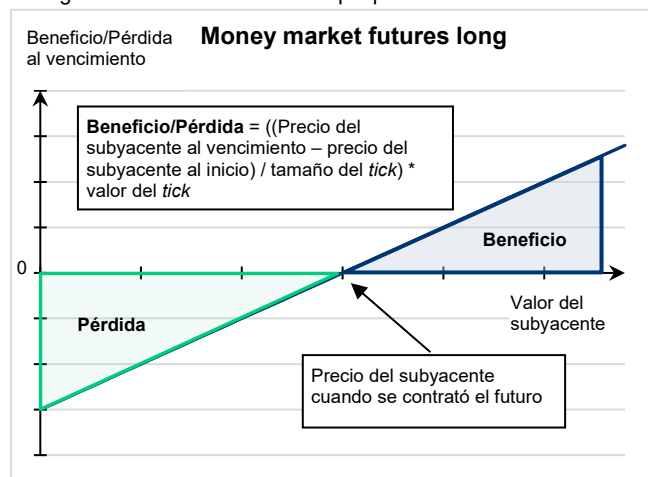 Beneficio/Pérdida
al vencimiento
Money market futures long
Beneficio/Pérdida = ((Precio del
subyacente al vencimiento – precio del
subyacente al inicio) / tamaño del tick) *
valor del tick
Beneficio
0
Valor del
subyacente
Pérdida
Precio del subyacente
cuando se contrató el futuro